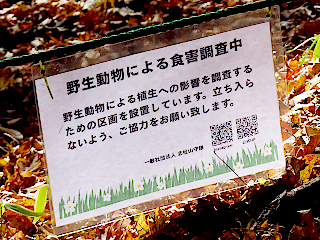 野生動物による食害調査中
野生動物による植生への影響を調査する
ための区画を設置しています。立ち入ら
ないよう、ご協力をお願い致します。
一般社団法人